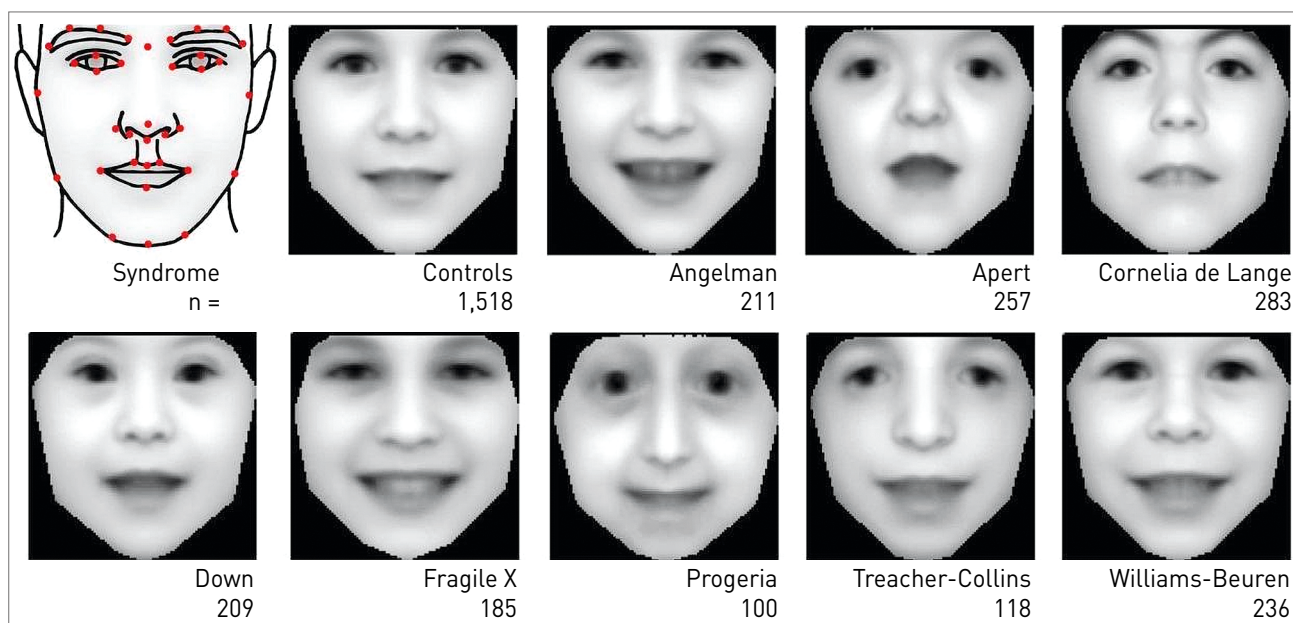 Syndrome
n =
Controls
1,518
Angelman
211
Apert
257
Cornelia de Lange
283
Down
209
Fragile X
185
Progeria
100
Treacher-Collins
118
Williams-Beuren
236